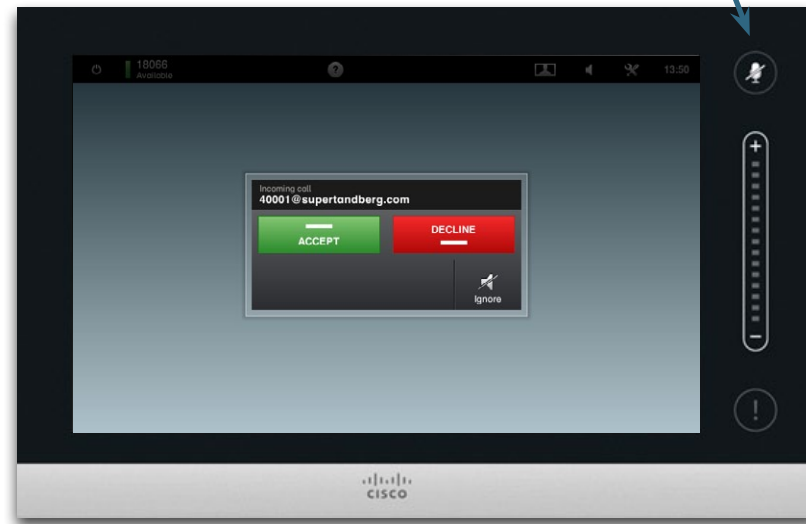 18066
Available
?
13:50
Incoming call
40001@supertandberg.com
ACCEPT
DECLINE
Ignore
+
-
!
CISCO